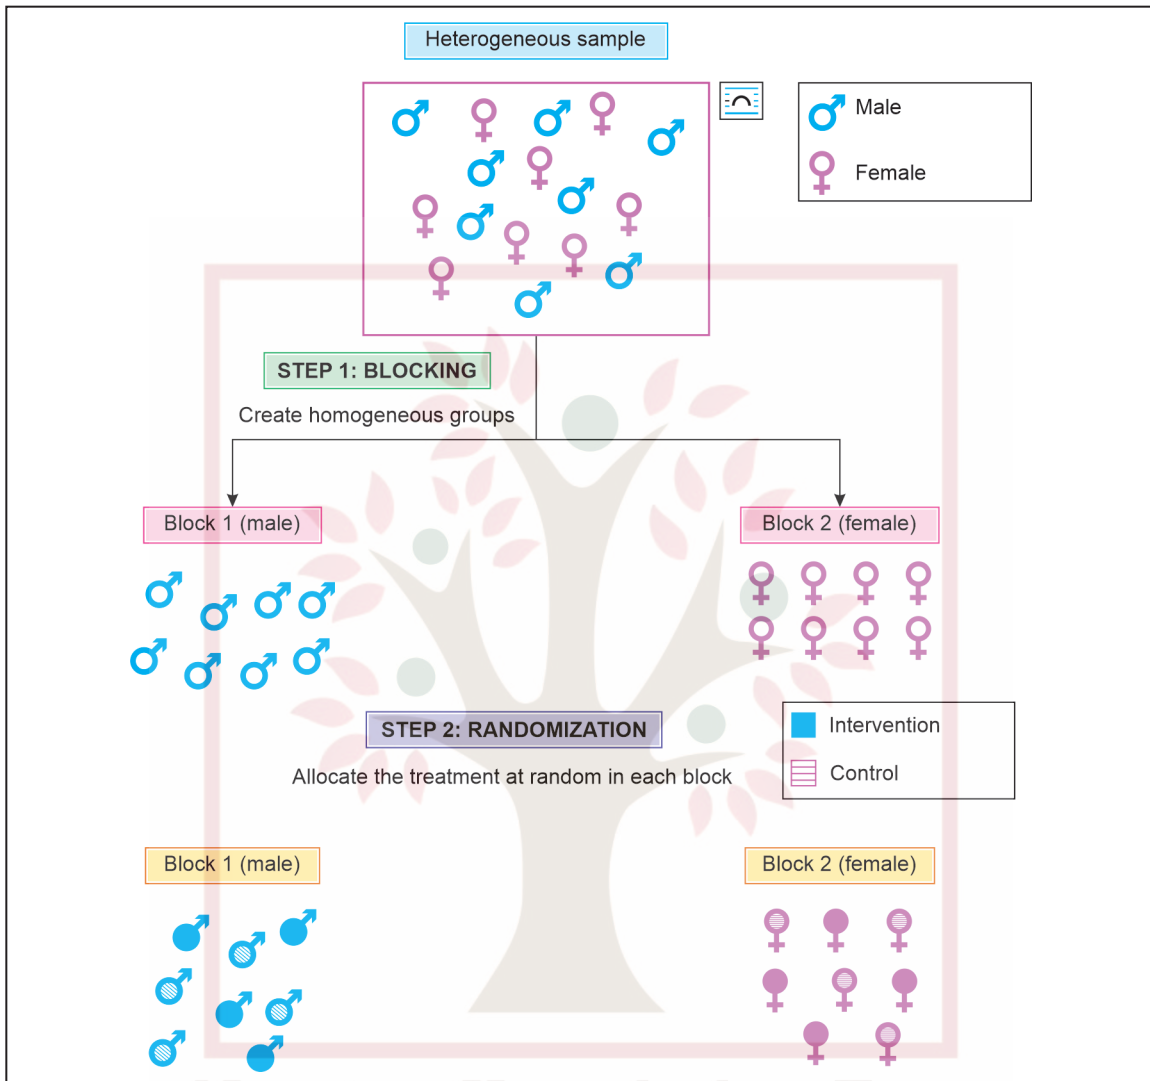 Heterogeneous sample
Male
Female
STEP 1: BLOCKING
Create homogeneous groups
Block 1 (male)
Block 2 (female)
STEP 2: RANDOMIZATION
Allocate the treatment at random in each block
Intervention
Control
Block 1 (male)
Block 2 (female)